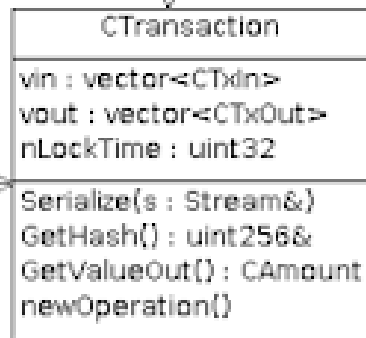 CTransaction
vin : vector<CTxIn>
vout : vector<CTxOut>
nLockTime : uint32
Serialize(s : Stream&)
GetHash() : uint256&
GetValueOut() : CAmount
newOperation()